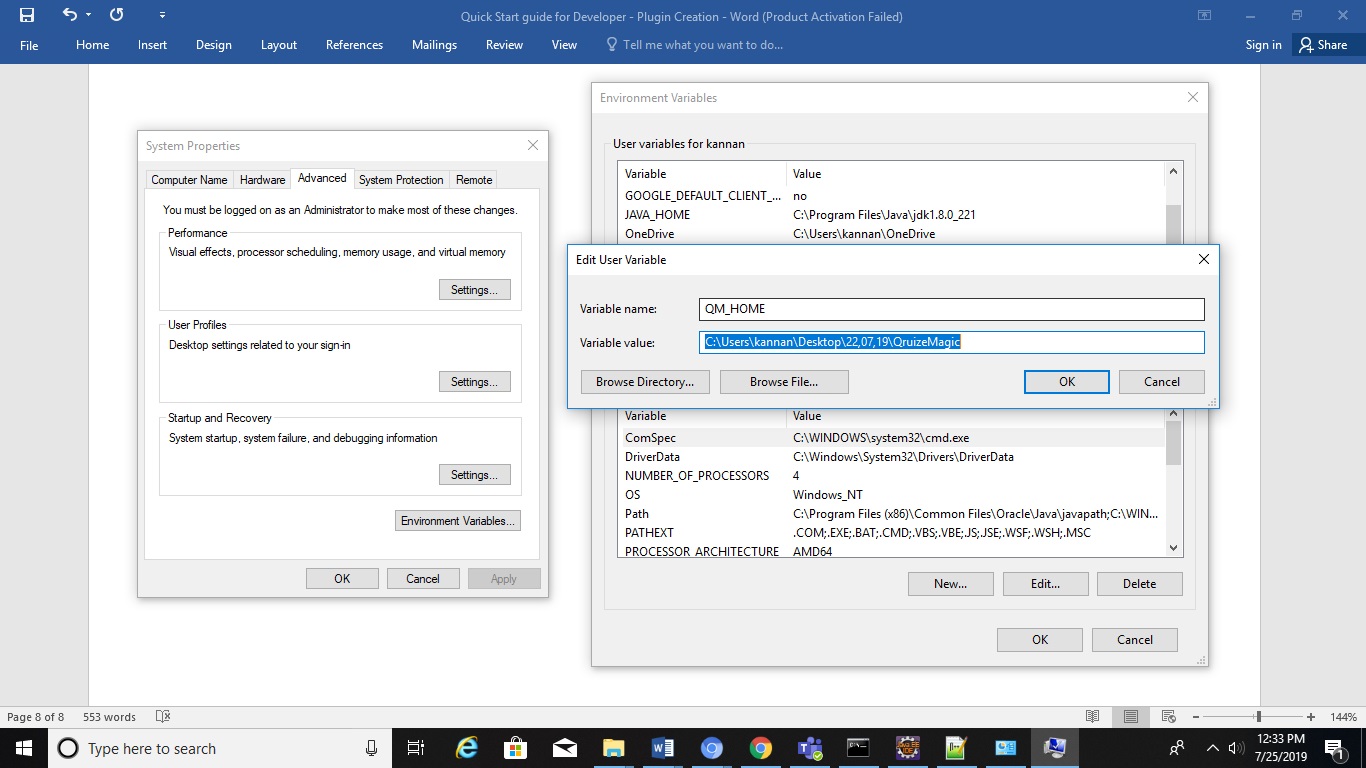 Quick Start guide for Developer - Plugin Creation - Word (Product Activation Failed)
File Home Insert Design Layout References Mailings Review View Tell me what you want to do... Sign in Share
System Properties
Computer Name Hardware Advanced System Protection Remote
You must be logged on as an Administrator to make most of these changes.
Performance
Visual effects, processor scheduling, memory usage, and virtual memory
Settings...
User Profiles
Desktop settings related to your sign-in
Settings...
Startup and Recovery
System startup, system failure, and debugging information
Settings...
Environment Variables...
OK Cancel Apply
Environment Variables
User variables for kannan
Variable Value
GOOGLE_DEFAULT_CLIENT_... no
JAVA_HOME C:\Program Files\Java\jdk1.8.0_221
OneDrive C:\Users\kannan\OneDrive
Edit User Variable
Variable name: QM_HOME
Variable value: C:\Users\kannan\Desktop\22,07,19\QruizeMagic
Browse Directory... Browse File... OK Cancel
Variable Value
ComSpec C:\WINDOWS\system32\cmd.exe
DriverData C:\Windows\System32\Drivers\DriverData
NUMBER_OF_PROCESSORS 4
OS Windows_NT
Path C:\Program Files (x86)\Common Files\Oracle\Java\javapath;C:\WIN...
PATHEXT .COM;.EXE;.BAT;.CMD;.VBS;.VBE;.JS;.JSE;.WSF;.WSH;.MSC
PROCESSOR_ARCHITECTURE AMD64
New... Edit... Delete
OK Cancel
Page 8 of 8 553 words 144%
Type here to search
12:33 PM
7/25/2019
1